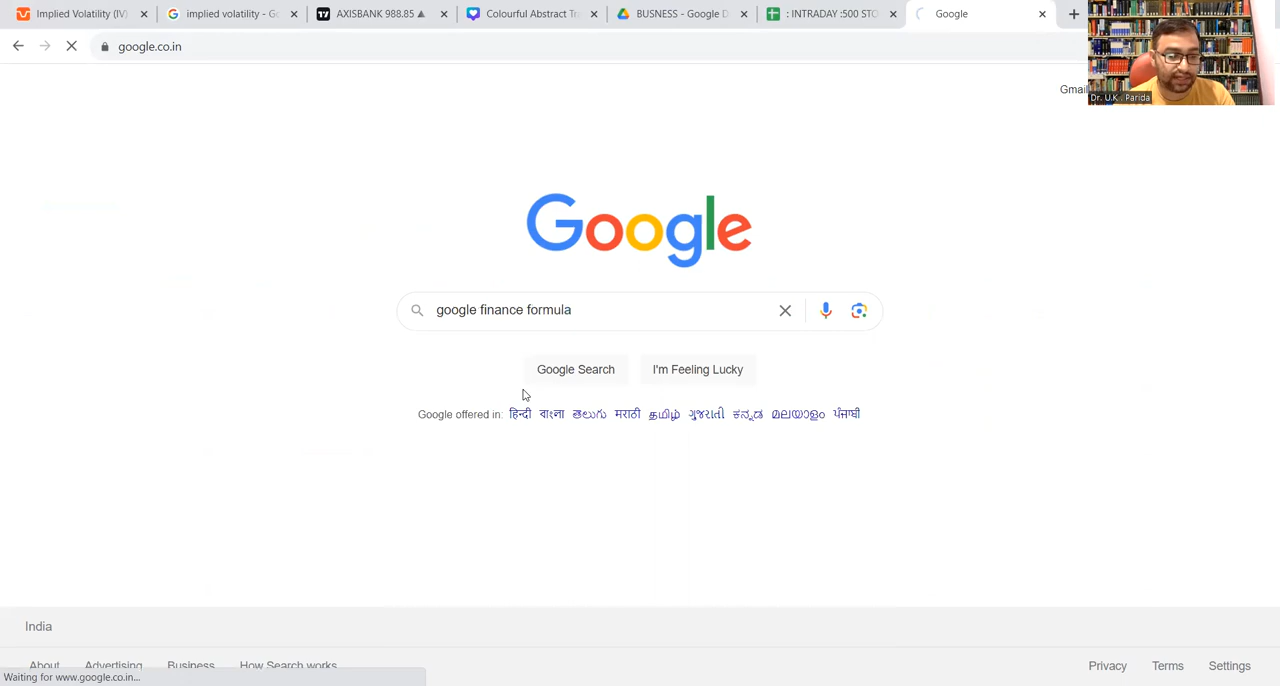 Implied Volatility (IV)
implied volatility - Go
AXISBANK 988.85 ▲
Colourful Abstract Tr
BUSNESS - Google D
: INTRADAY :500 STO
Google
google.co.in
Gmail
Dr. U.K . Parida
Google
google finance formula
Google Search
I'm Feeling Lucky
Google offered in: हिन्दी বাংলা తెలుగు मराठी தமிழ் ગુજરાતી ಕನ್ನಡ മലയാളം ਪੰਜਾਬੀ
India
About Advertising Business How Search works
Privacy Terms Settings
Waiting for www.google.co.in...